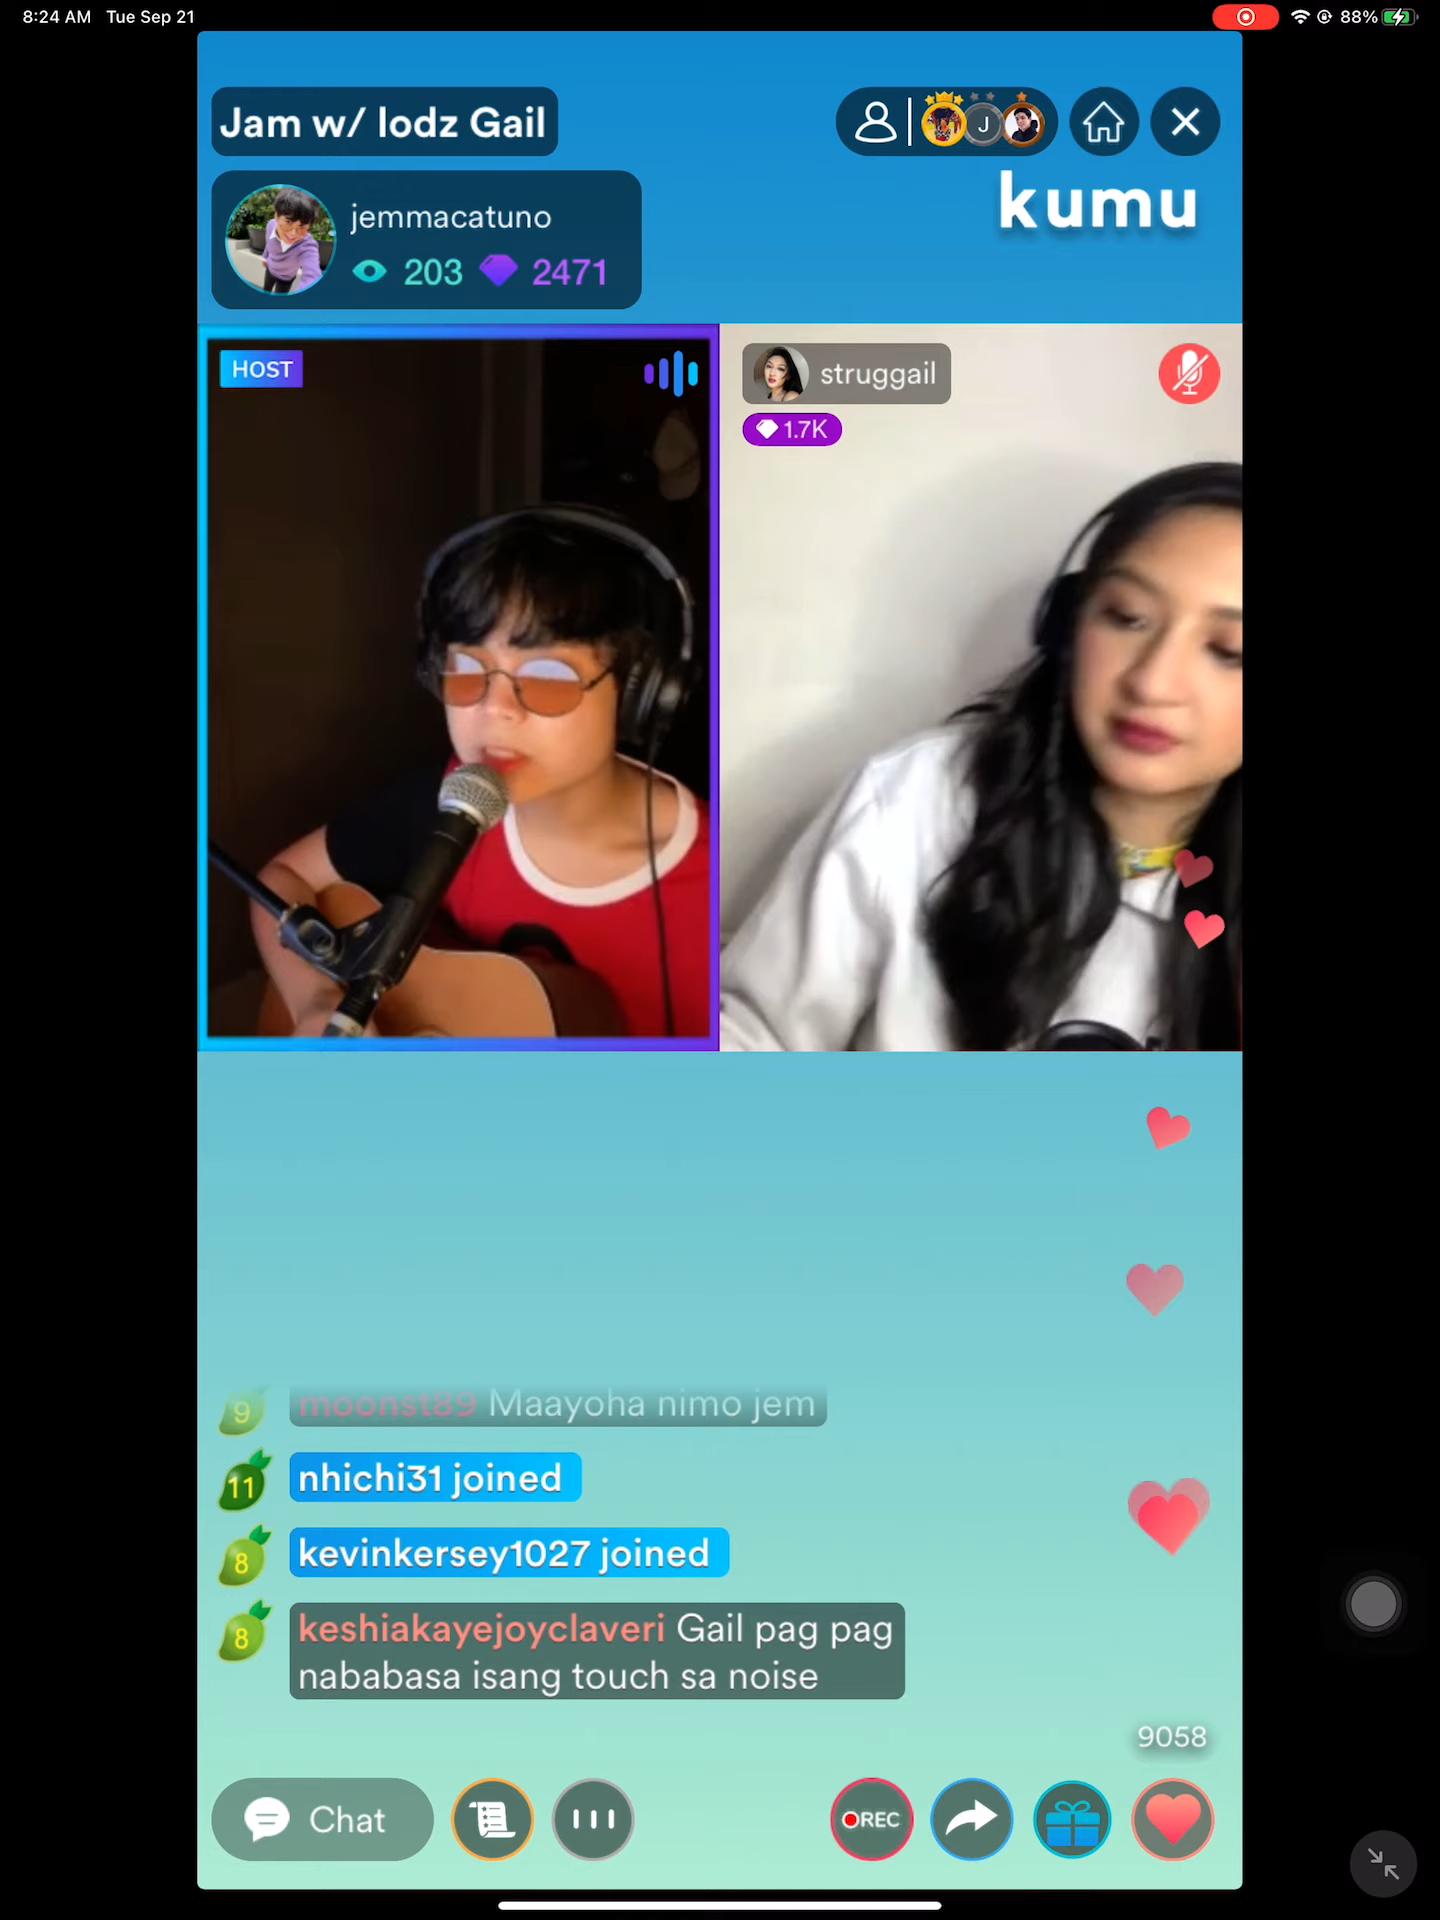 8:24 AM Tue Sep 21
88%
Jam w/ lodz Gail
J
jemmacatuno
203 2471
kumu
HOST
struggail
1.7K
9 moonst89 Maayoha nimo jem
11 nhichi31 joined
8 kevinkersey1027 joined
8 keshiakayejoyclaveri Gail pag pag
nababasa isang touch sa noise
9058
Chat
REC